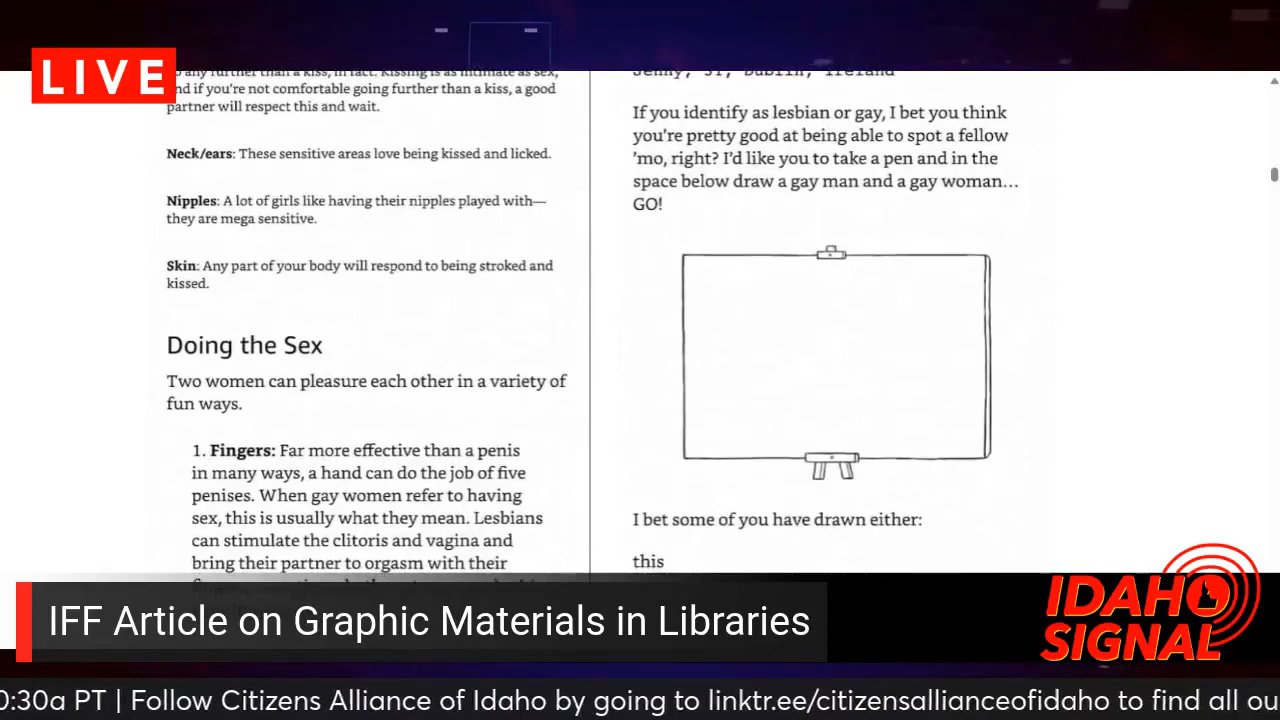 LIVE
any further than a kiss, in fact. Kissing is as intimate as sex,
and if you're not comfortable going further than a kiss, a good
partner will respect this and wait.
Neck/ears: These sensitive areas love being kissed and licked.
Nipples: A lot of girls like having their nipples played with—
they are mega sensitive.
Skin: Any part of your body will respond to being stroked and
kissed.
Doing the Sex
Two women can pleasure each other in a variety of
fun ways.
1. Fingers: Far more effective than a penis
in many ways, a hand can do the job of five
penises. When gay women refer to having
sex, this is usually what they mean. Lesbians
can stimulate the clitoris and vagina and
bring their partner to orgasm with their
Jenny, 31, Dublin, Ireland
If you identify as lesbian or gay, I bet you think
you're pretty good at being able to spot a fellow
'mo, right? I'd like you to take a pen and in the
space below draw a gay man and a gay woman…
GO!
I bet some of you have drawn either:
this
IFF Article on Graphic Materials in Libraries
IDAHO
SIGNAL
0:30a PT | Follow Citizens Alliance of Idaho by going to linktr.ee/citizensallianceofidaho to find all ou